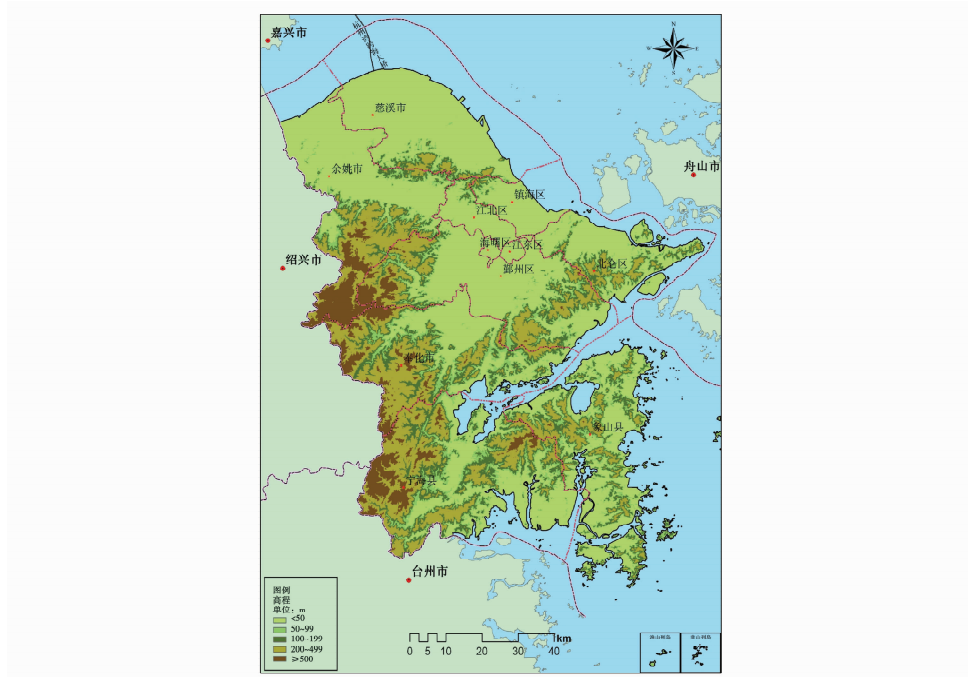 嘉兴市
N
慈溪市
舟山市
余姚市
镇海区
江北区
海曙区
江东区
绍兴市
鄞州区
北仑区
奉化市
象山县
宁海县
台州市
图例
高程
单位：m
<50
50~99
100-199
200~499
≥500
km
0 5 10 20 30 40